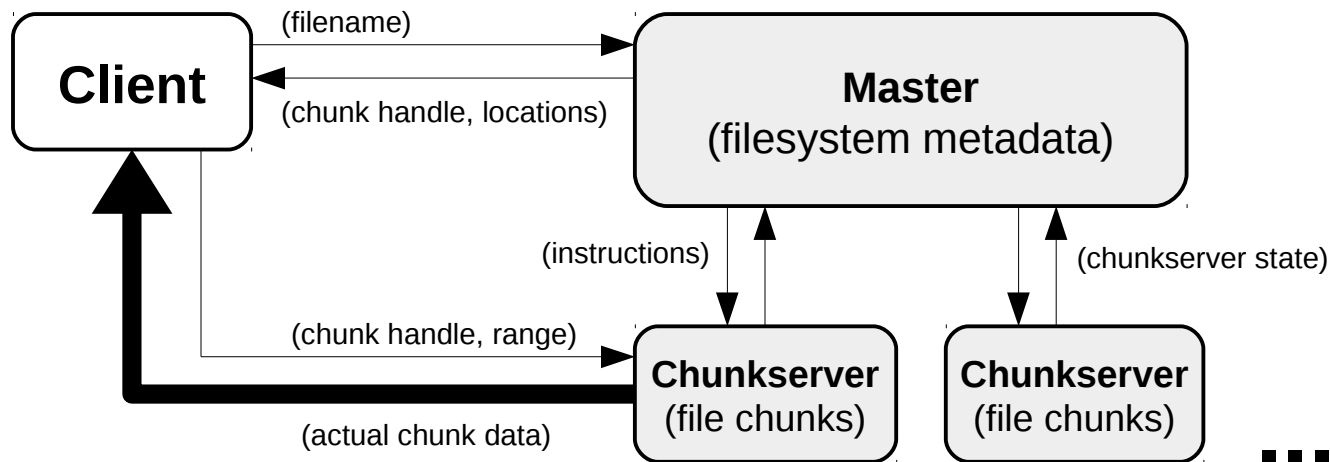 (filename)
Client
(chunk handle, locations)
Master
(filesystem metadata)
(instructions)
(chunkserver state)
(chunk handle, range)
Chunkserver
(file chunks)
Chunkserver
(file chunks)
(actual chunk data)